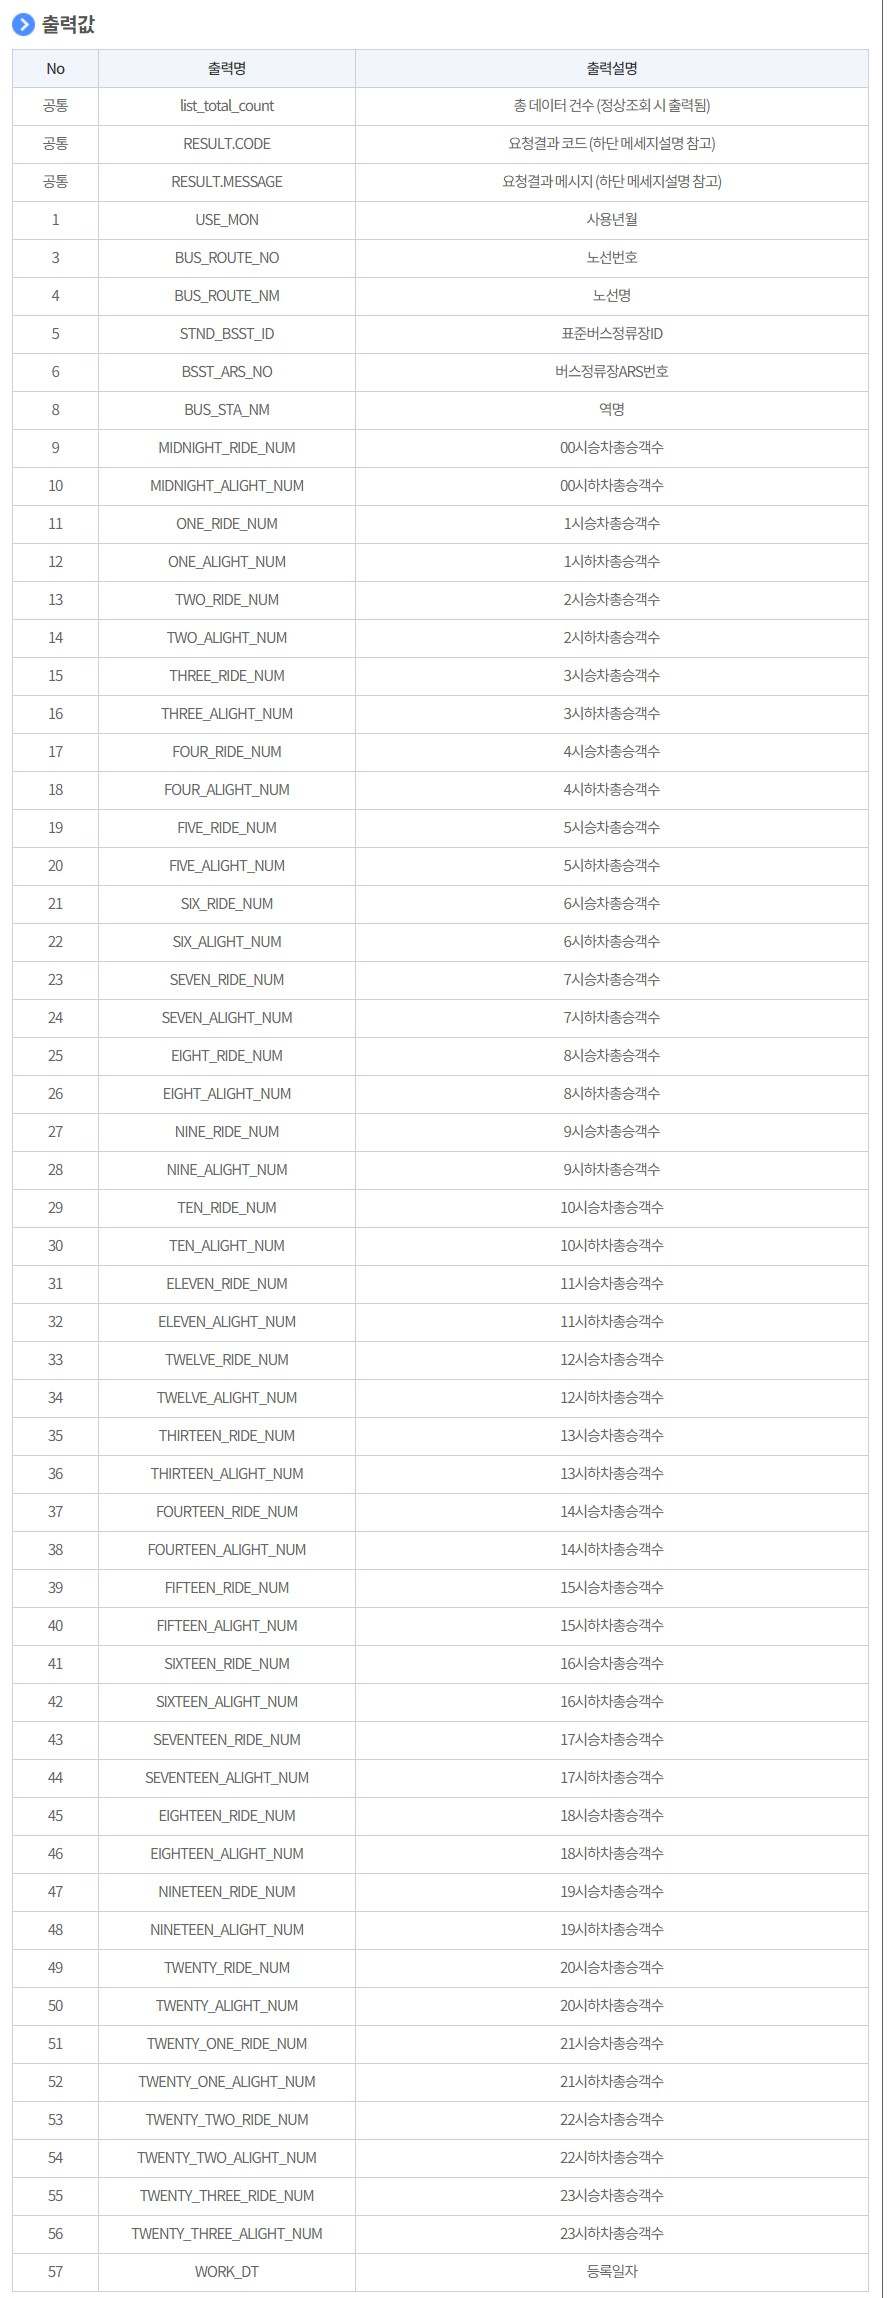 출력값
No 출력명 출력설명
공통 list_total_count 총 데이터 건수 (정상조회 시 출력됨)
공통 RESULT.CODE 요청결과 코드 (하단 메세지설명 참고)
공통 RESULT.MESSAGE 요청결과 메시지 (하단 메세지설명 참고)
1 USE_MON 사용년월
3 BUS_ROUTE_NO 노선번호
4 BUS_ROUTE_NM 노선명
5 STND_BSST_ID 표준버스정류장ID
6 BSST_ARS_NO 버스정류장ARS번호
8 BUS_STA_NM 역명
9 MIDNIGHT_RIDE_NUM 00시승차총승객수
10 MIDNIGHT_ALIGHT_NUM 00시하차총승객수
11 ONE_RIDE_NUM 1시승차총승객수
12 ONE_ALIGHT_NUM 1시하차총승객수
13 TWO_RIDE_NUM 2시승차총승객수
14 TWO_ALIGHT_NUM 2시하차총승객수
15 THREE_RIDE_NUM 3시승차총승객수
16 THREE_ALIGHT_NUM 3시하차총승객수
17 FOUR_RIDE_NUM 4시승차총승객수
18 FOUR_ALIGHT_NUM 4시하차총승객수
19 FIVE_RIDE_NUM 5시승차총승객수
20 FIVE_ALIGHT_NUM 5시하차총승객수
21 SIX_RIDE_NUM 6시승차총승객수
22 SIX_ALIGHT_NUM 6시하차총승객수
23 SEVEN_RIDE_NUM 7시승차총승객수
24 SEVEN_ALIGHT_NUM 7시하차총승객수
25 EIGHT_RIDE_NUM 8시승차총승객수
26 EIGHT_ALIGHT_NUM 8시하차총승객수
27 NINE_RIDE_NUM 9시승차총승객수
28 NINE_ALIGHT_NUM 9시하차총승객수
29 TEN_RIDE_NUM 10시승차총승객수
30 TEN_ALIGHT_NUM 10시하차총승객수
31 ELEVEN_RIDE_NUM 11시승차총승객수
32 ELEVEN_ALIGHT_NUM 11시하차총승객수
33 TWELVE_RIDE_NUM 12시승차총승객수
34 TWELVE_ALIGHT_NUM 12시하차총승객수
35 THIRTEEN_RIDE_NUM 13시승차총승객수
36 THIRTEEN_ALIGHT_NUM 13시하차총승객수
37 FOURTEEN_RIDE_NUM 14시승차총승객수
38 FOURTEEN_ALIGHT_NUM 14시하차총승객수
39 FIFTEEN_RIDE_NUM 15시승차총승객수
40 FIFTEEN_ALIGHT_NUM 15시하차총승객수
41 SIXTEEN_RIDE_NUM 16시승차총승객수
42 SIXTEEN_ALIGHT_NUM 16시하차총승객수
43 SEVENTEEN_RIDE_NUM 17시승차총승객수
44 SEVENTEEN_ALIGHT_NUM 17시하차총승객수
45 EIGHTEEN_RIDE_NUM 18시승차총승객수
46 EIGHTEEN_ALIGHT_NUM 18시하차총승객수
47 NINETEEN_RIDE_NUM 19시승차총승객수
48 NINETEEN_ALIGHT_NUM 19시하차총승객수
49 TWENTY_RIDE_NUM 20시승차총승객수
50 TWENTY_ALIGHT_NUM 20시하차총승객수
51 TWENTY_ONE_RIDE_NUM 21시승차총승객수
52 TWENTY_ONE_ALIGHT_NUM 21시하차총승객수
53 TWENTY_TWO_RIDE_NUM 22시승차총승객수
54 TWENTY_TWO_ALIGHT_NUM 22시하차총승객수
55 TWENTY_THREE_RIDE_NUM 23시승차총승객수
56 TWENTY_THREE_ALIGHT_NUM 23시하차총승객수
57 WORK_DT 등록일자